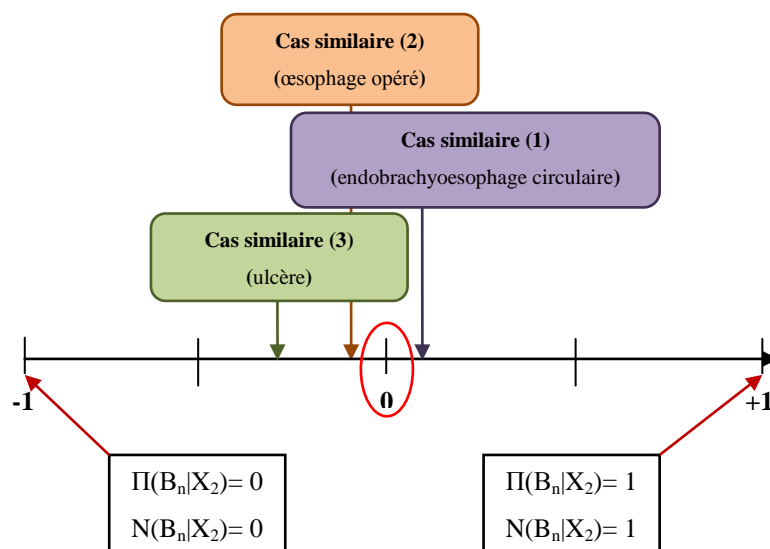 Cas similaire (2)
(œsophage opéré)
Cas similaire (1)
(endobrachyoesophage circulaire)
Cas similaire (3)
(ulcère)
-1
0
+1
Π(Bn|X2)= 0
N(Bn|X2)= 0
Π(Bn|X2)= 1
N(Bn|X2)= 1